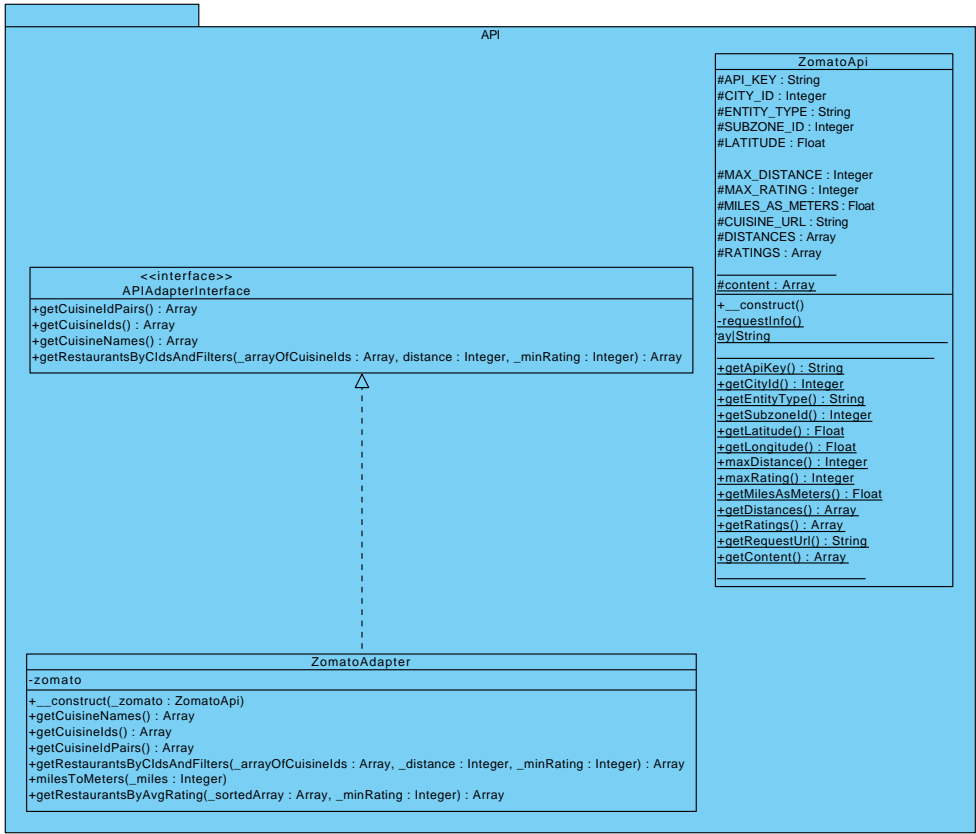 API
ZomatoApi
#API_KEY : String
#CITY_ID : Integer
#ENTITY_TYPE : String
#SUBZONE_ID : Integer
#LATITUDE : Float
#MAX_DISTANCE : Integer
#MAX_RATING : Integer
#MILES_AS_METERS : Float
#CUISINE_URL : String
#DISTANCES : Array
#RATINGS : Array
#content : Array
+__construct()
-requestInfo()
ray|String
+getApiKey() : String
+getCityId() : Integer
+getEntityType() : String
+getSubzoneId() : Integer
+getLatitude() : Float
+getLongitude() : Float
+maxDistance() : Integer
+maxRating() : Integer
+getMilesAsMeters() : Float
+getDistances() : Array
+getRatings() : Array
+getRequestUrl() : String
+getContent() : Array
<<interface>>
APIAdapterInterface
+getCuisineIdPairs() : Array
+getCuisineIds() : Array
+getCuisineNames() : Array
+getRestaurantsByCIdsAndFilters(_arrayOfCuisineIds : Array, distance : Integer, _minRating : Integer) : Array
ZomatoAdapter
-zomato
+__construct(_zomato : ZomatoApi)
+getCuisineNames() : Array
+getCuisineIds() : Array
+getCuisineIdPairs() : Array
+getRestaurantsByCIdsAndFilters(_arrayOfCuisineIds : Array, _distance : Integer, _minRating : Integer) : Array
+milesToMeters(_miles : Integer)
+getRestaurantsByAvgRating(_sortedArray : Array, _minRating : Integer) : Array